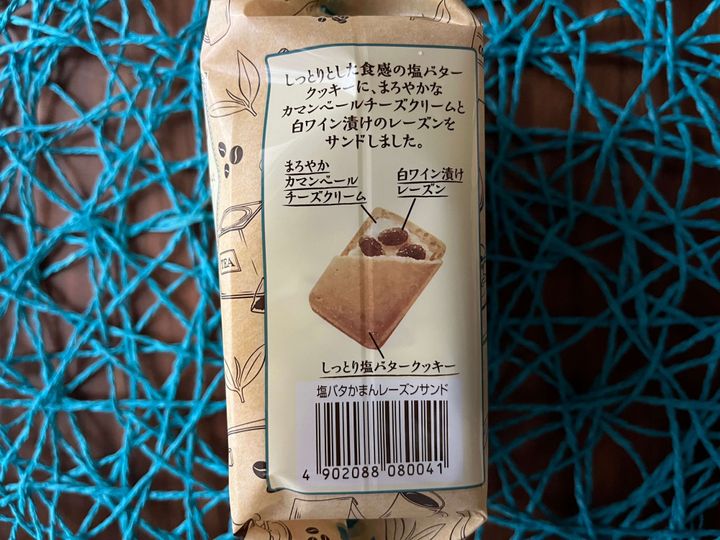 しっとりとした食感の塩バター
クッキーに、まろやかな
カマンベールチーズクリームと
白ワイン漬けのレーズンを
サンドしました。
まろやか
カマンベール
チーズクリーム
白ワイン漬け
レーズン
TEA
しっとり塩バタークッキー
塩バタかまんレーズンサンド
4 902088 080041